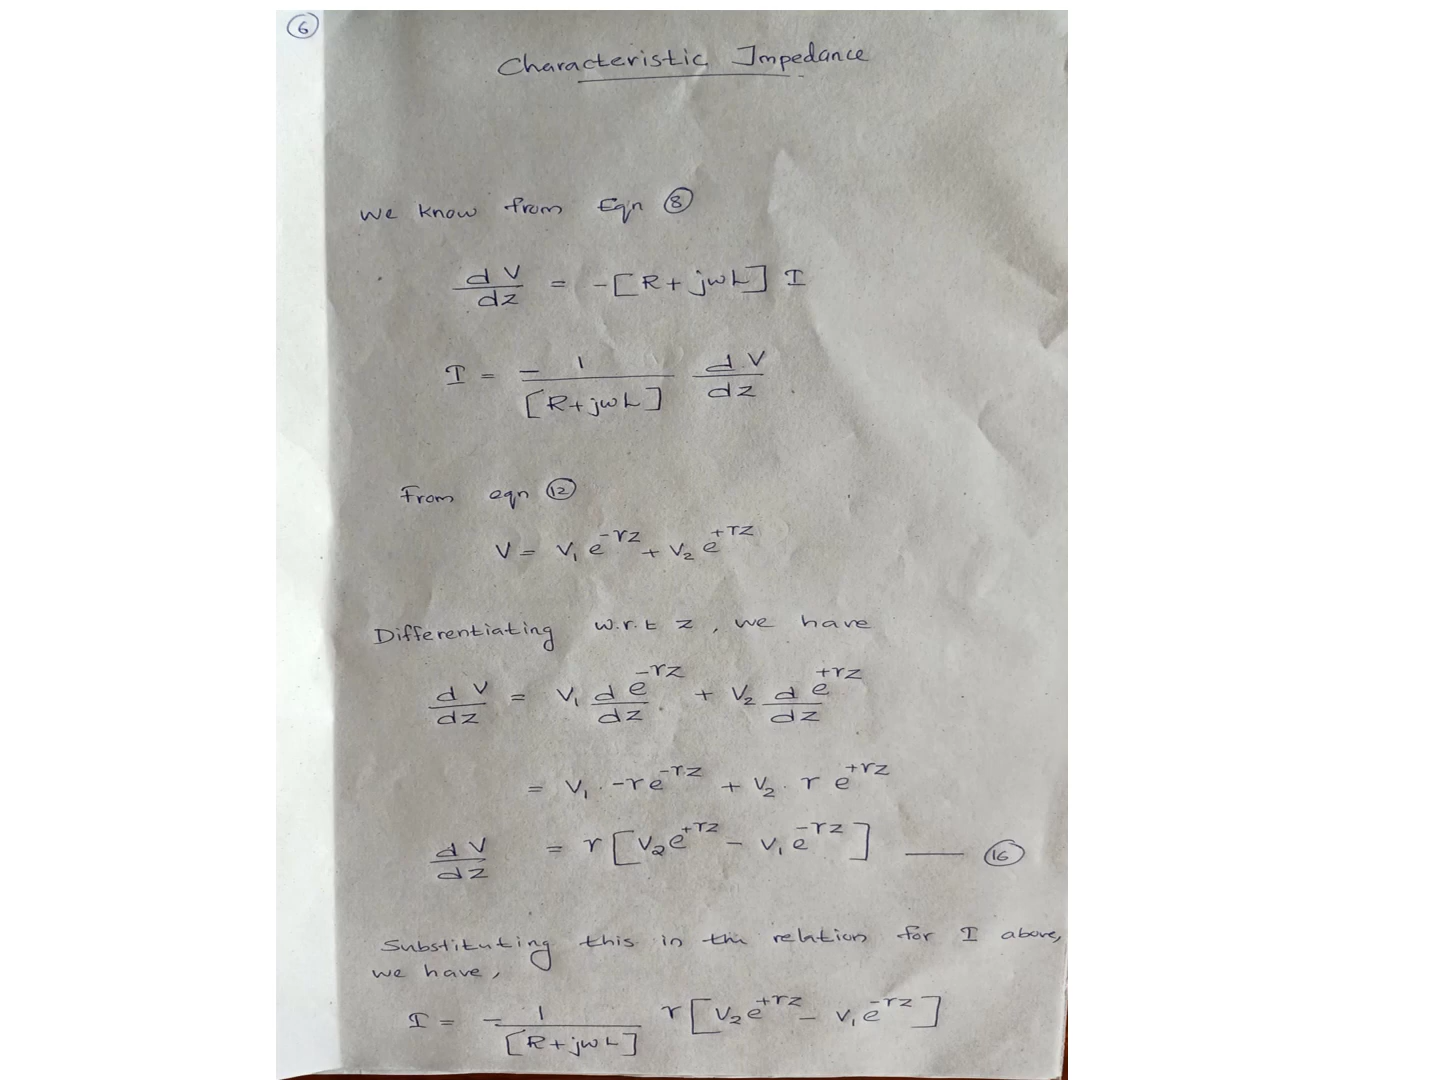 6
Characteristic Impedance
We know from Eqn 8
dV/dz = -[R+jωL] I
I = -1/[R+jωL] dV/dz
From eqn 12
V = V₁ e^-γz + V₂ e^+γz
Differentiating w.r.t z, we have
dV/dz = V₁ d e^-γz/dz + V₂ d e^+γz/dz
= V₁ . -γe^-γz + V₂ . γ e^+γz
dV/dz = γ[V₂e^+γz - V₁e^-γz] — 16
Substituting this in the relation for I above,
we have,
I = -1/[R+jωL] γ[V₂e^+γz - V₁e^-γz]